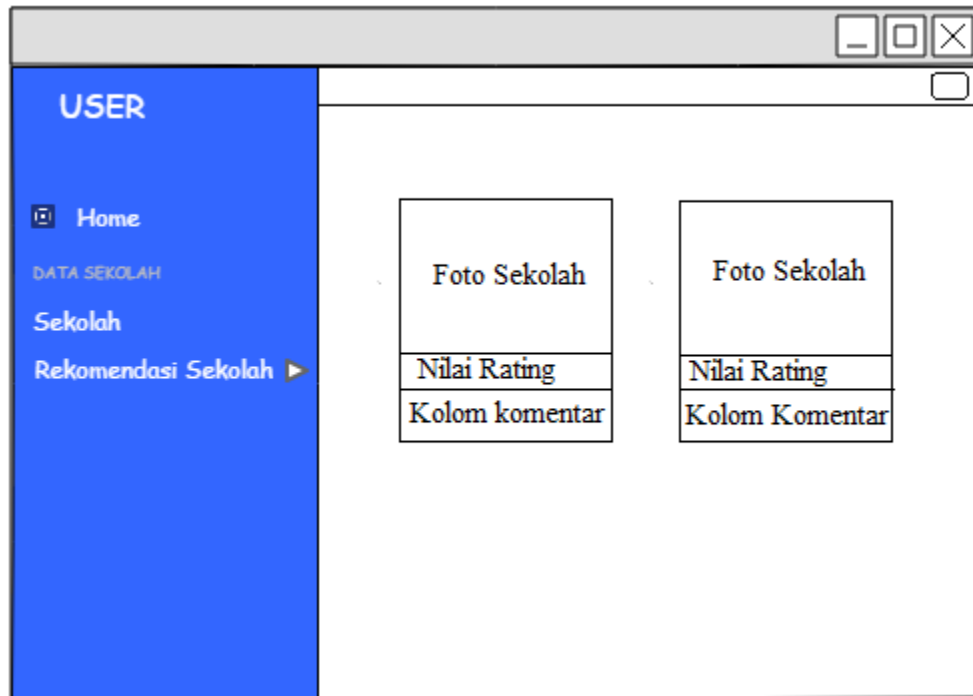 USER
Home
DATA SEKOLAH
Sekolah
Rekomendasi Sekolah
Foto Sekolah
Nilai Rating
Kolom komentar
Foto Sekolah
Nilai Rating
Kolom Komentar